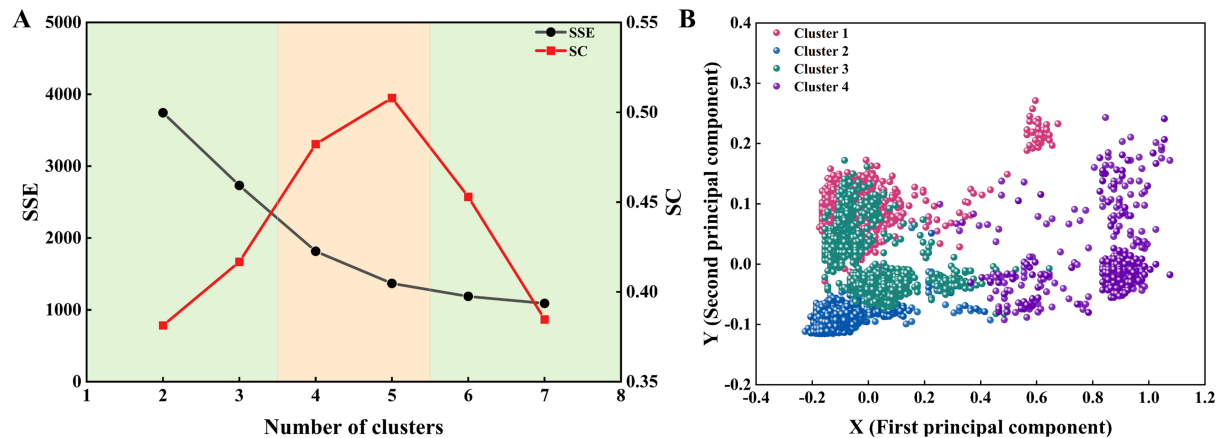 A
5000
4000
3000
2000
1000
0
SSE
1 2 3 4 5 6 7 8
Number of clusters
0.55
0.50
0.45
0.40
0.35
SC
SSE
SC
B
0.4
0.3
0.2
0.1
0.0
-0.1
-0.2
Y (Second principal component)
Cluster 1
Cluster 2
Cluster 3
Cluster 4
-0.4 -0.2 0.0 0.2 0.4 0.6 0.8 1.0 1.2
X (First principal component)